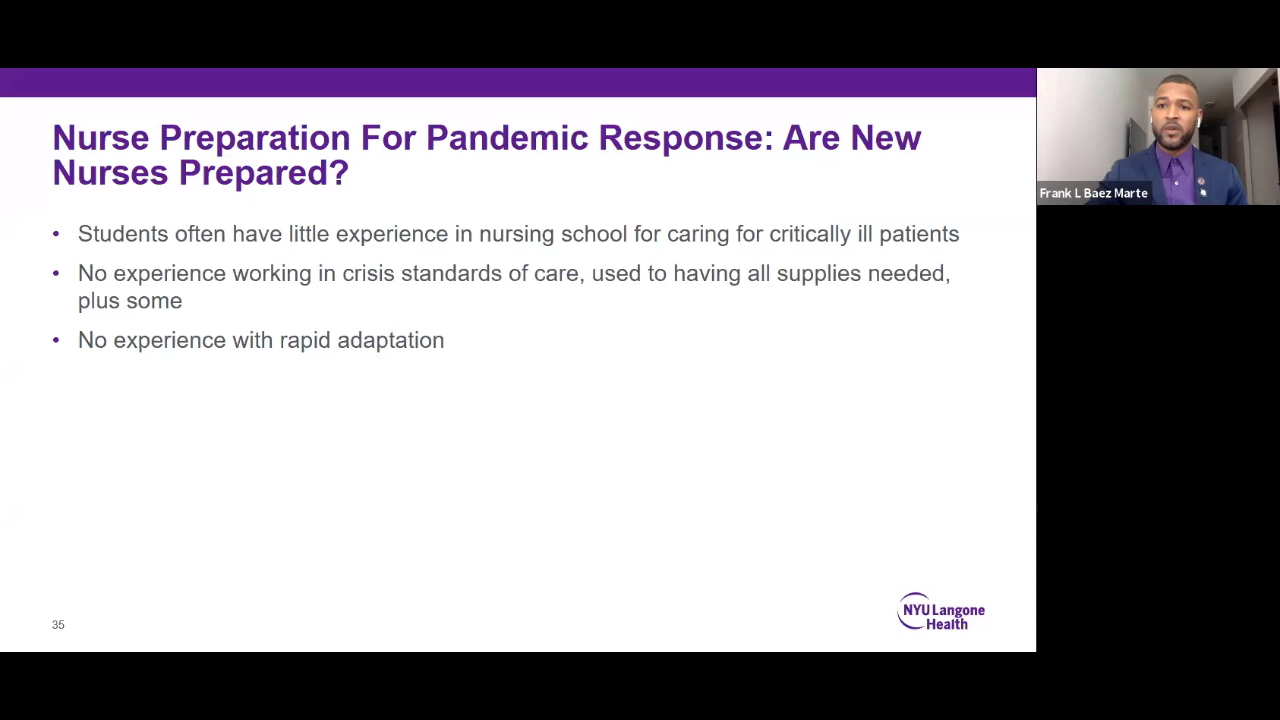 Nurse Preparation For Pandemic Response: Are New
Nurses Prepared?
• Students often have little experience in nursing school for caring for critically ill patients
• No experience working in crisis standards of care, used to having all supplies needed,
plus some
• No experience with rapid adaptation
35
NYU Langone
Health
Frank L Baez Marte